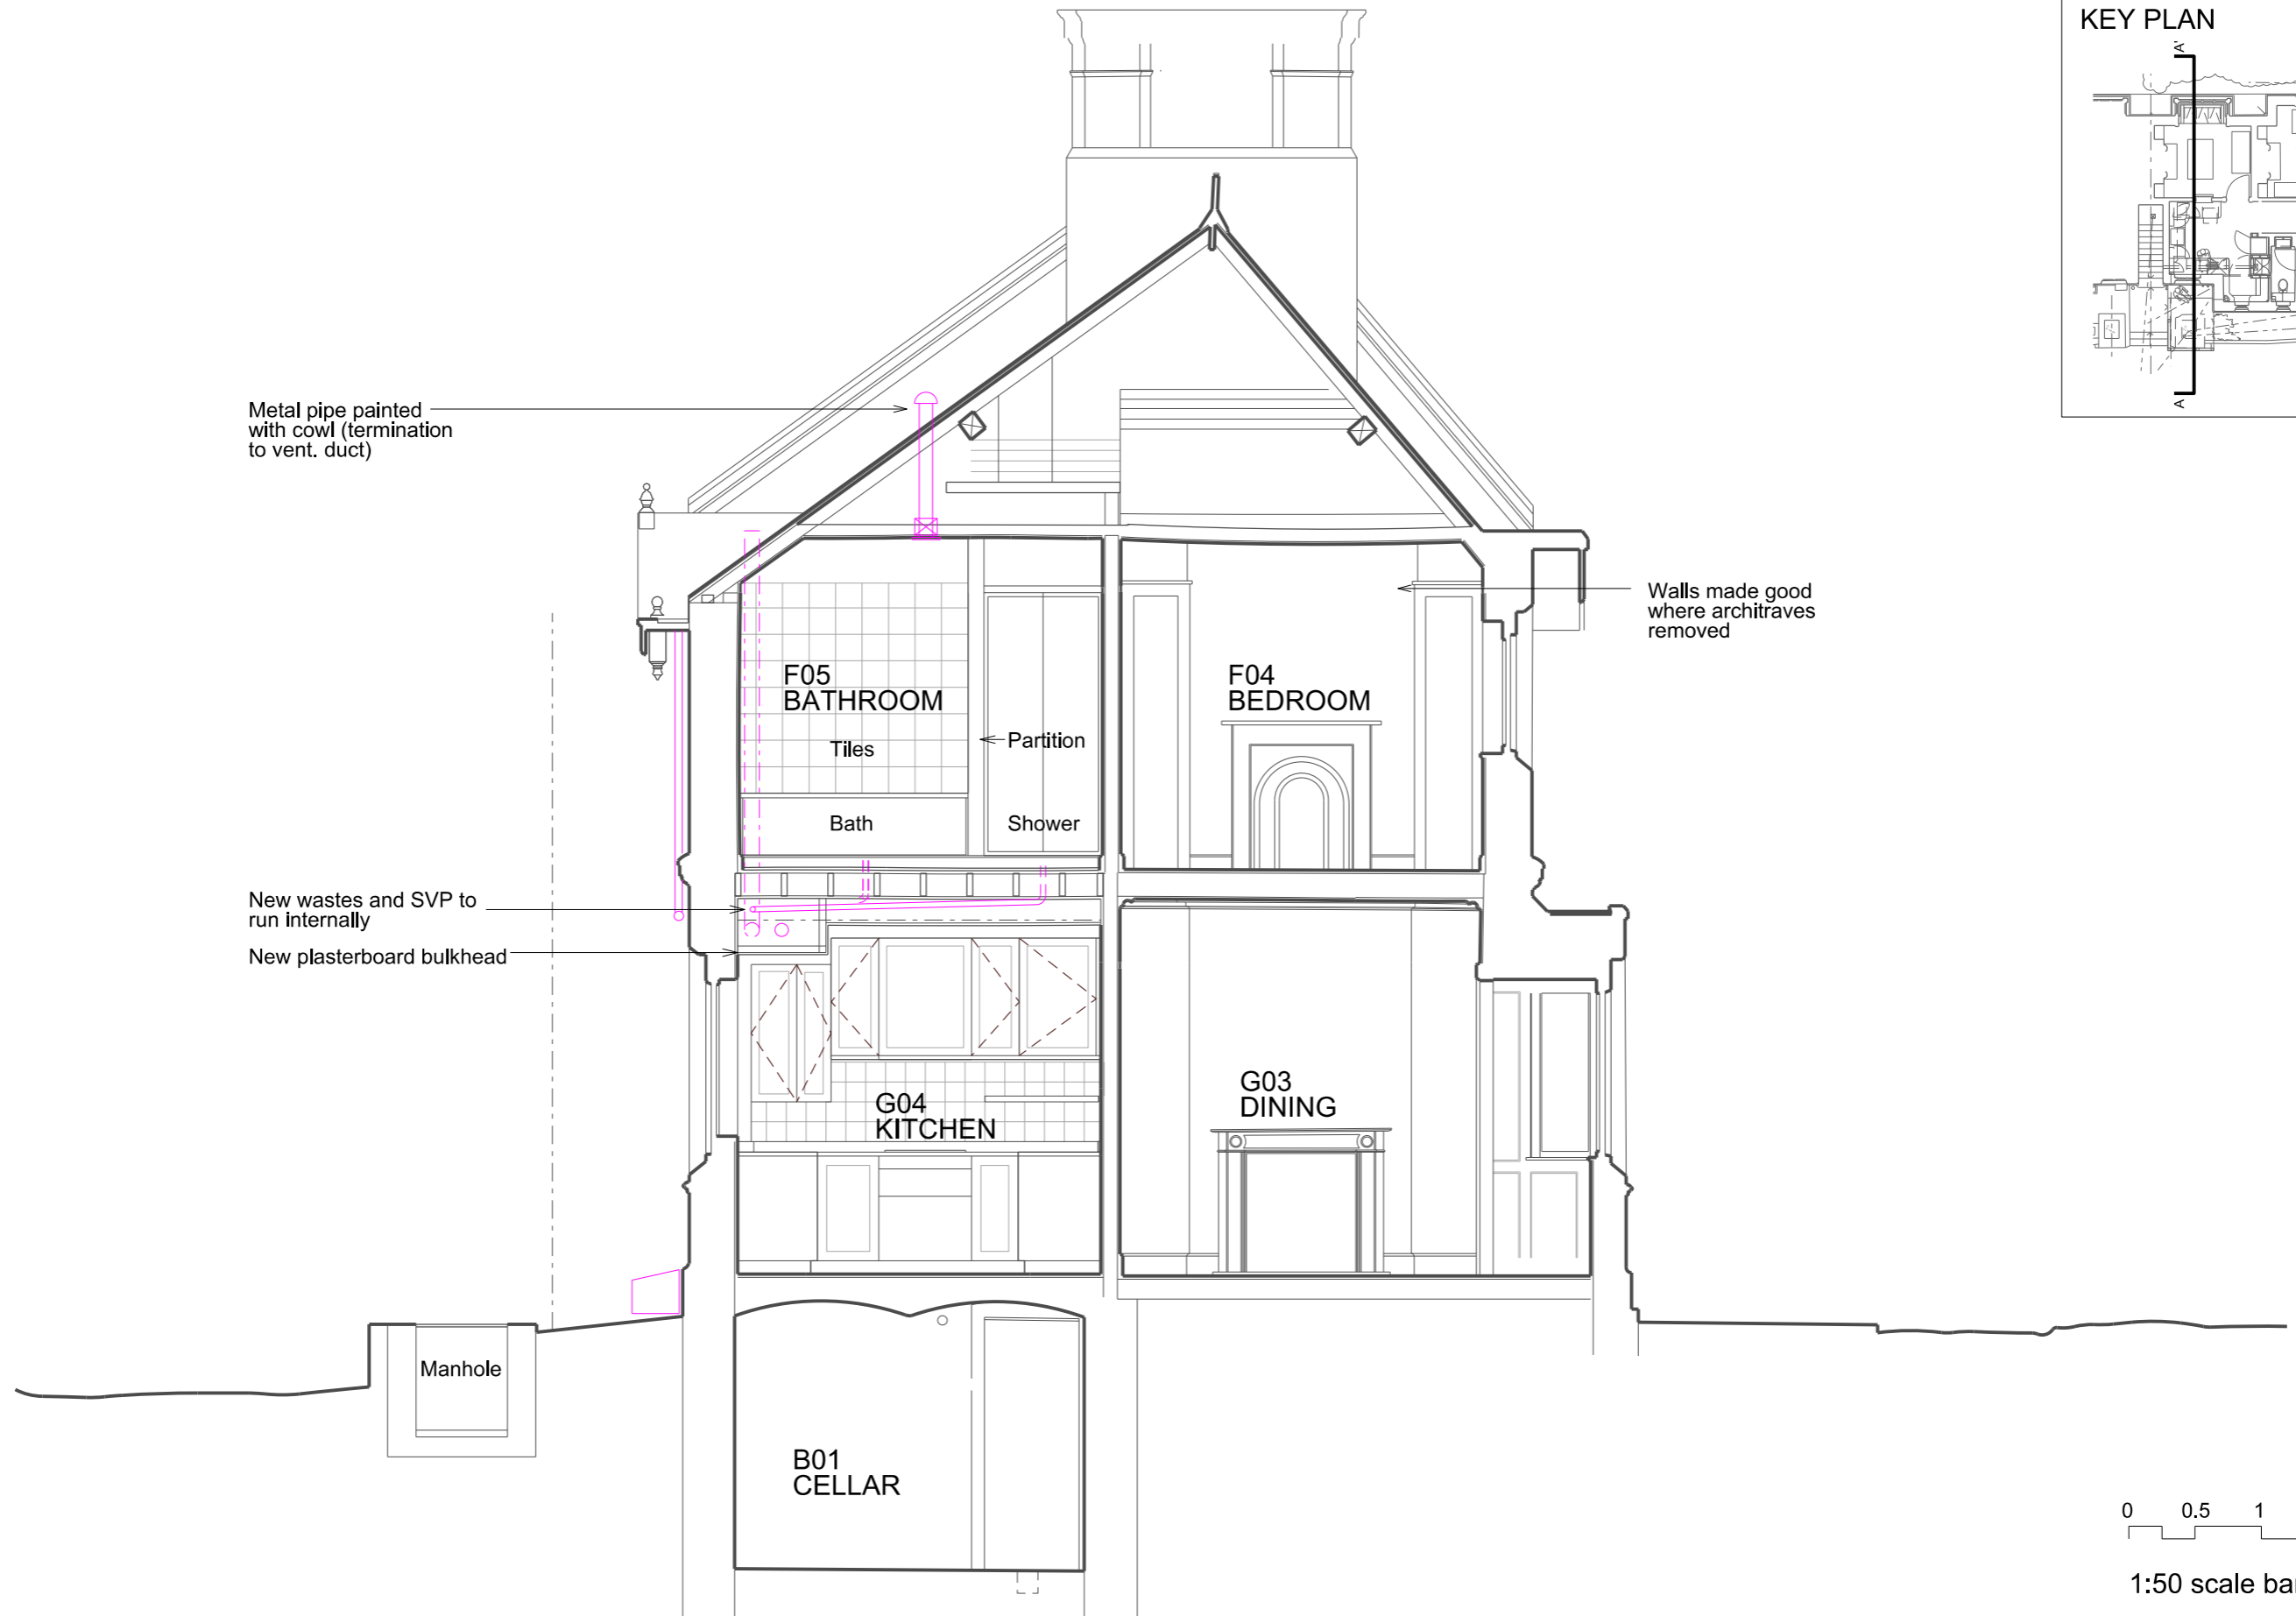 KEY PLAN
A'
A
Metal pipe painted
with cowl (termination
to vent. duct)
Walls made good
where architraves
removed
F05
BATHROOM
Tiles
Partition
Bath
Shower
F04
BEDROOM
New wastes and SVP to
run internally
New plasterboard bulkhead
G04
KITCHEN
G03
DINING
Manhole
B01
CELLAR
0 0.5 1
1:50 scale bar